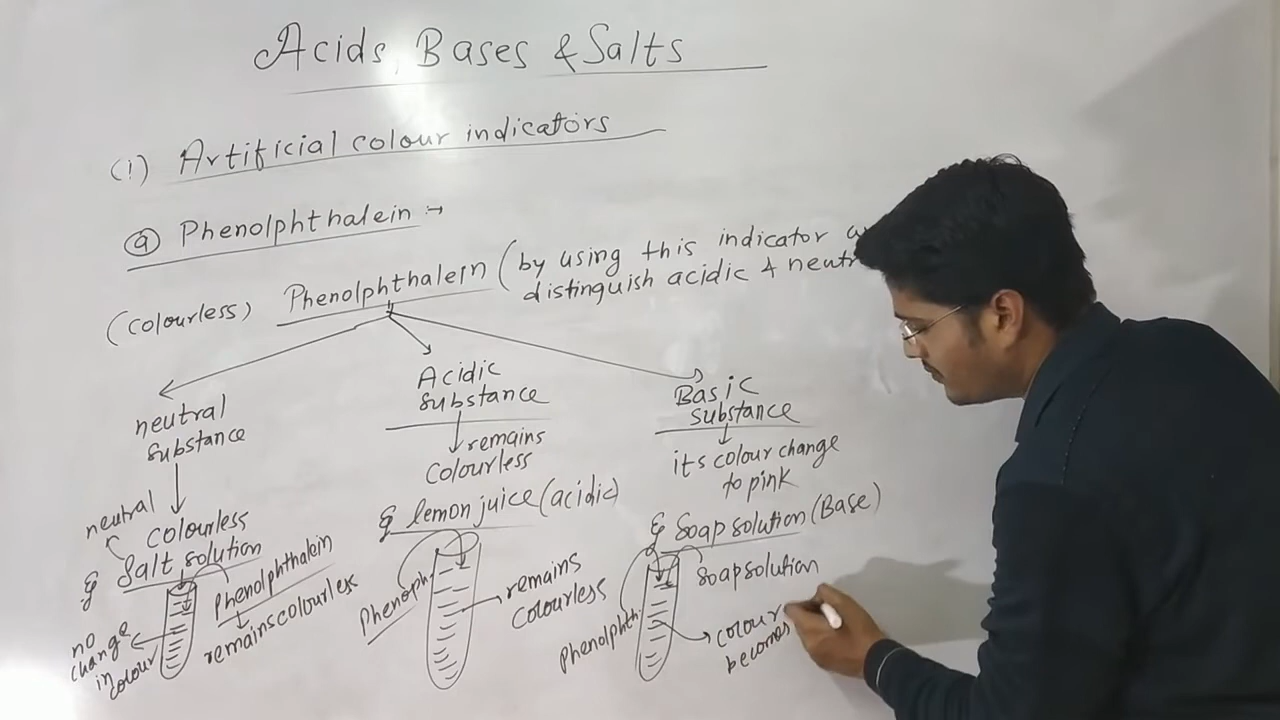 Acids, Bases & Salts
(1) Artificial colour indicators
(a) Phenolphthalein :→
(colourless) Phenolphthalein (by using this indicator
distinguish acidic & neutr
neutral
substance
colourless
neutral
Eg Salt solution
Phenolphthalein
remains colourless
no
change
in
colour
Acidic
substance
remains
colourless
Eg lemon juice (acidic)
Phenolph
remains
colourless
Basic
substance
its colour change
to pink
Eg Soap solution (Base)
Soap solution
Phenolphth
colour
becomes